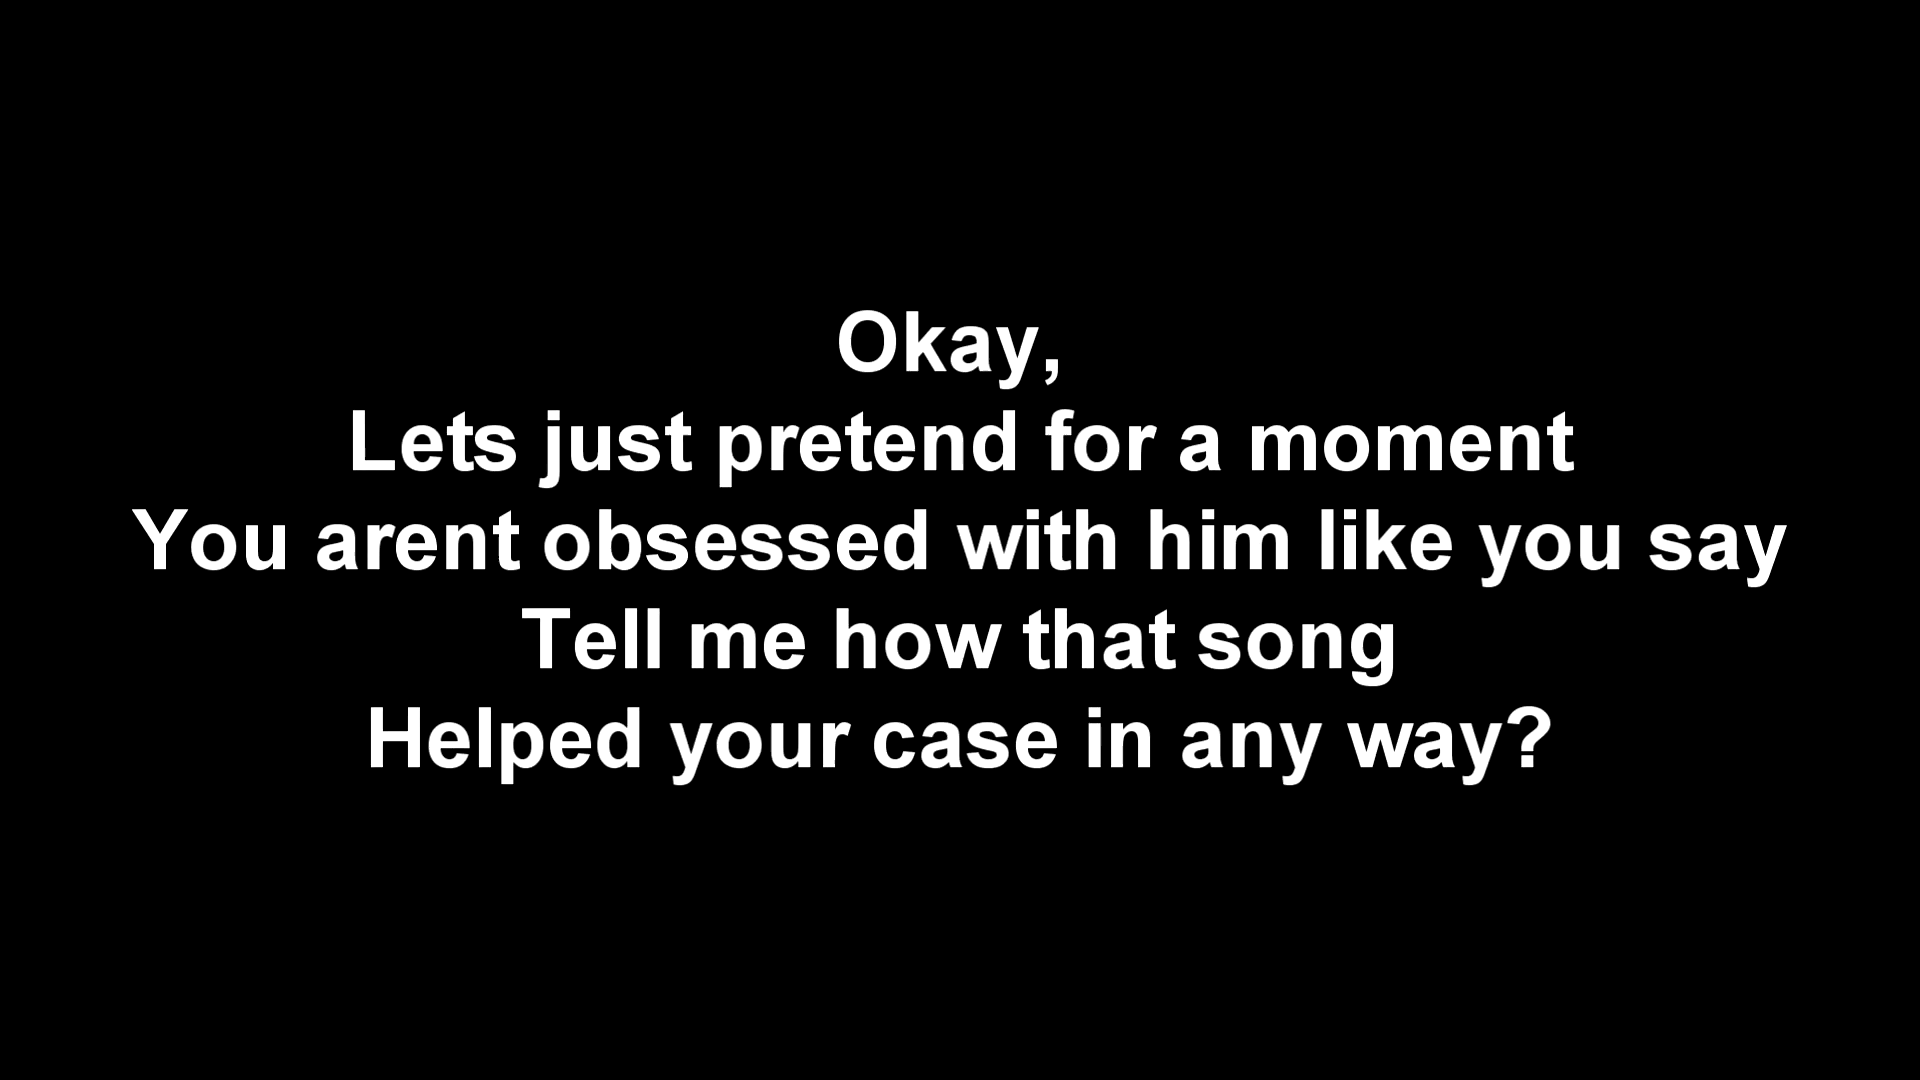 Okay,
Lets just pretend for a moment
You arent obsessed with him like you say
Tell me how that song
Helped your case in any way?